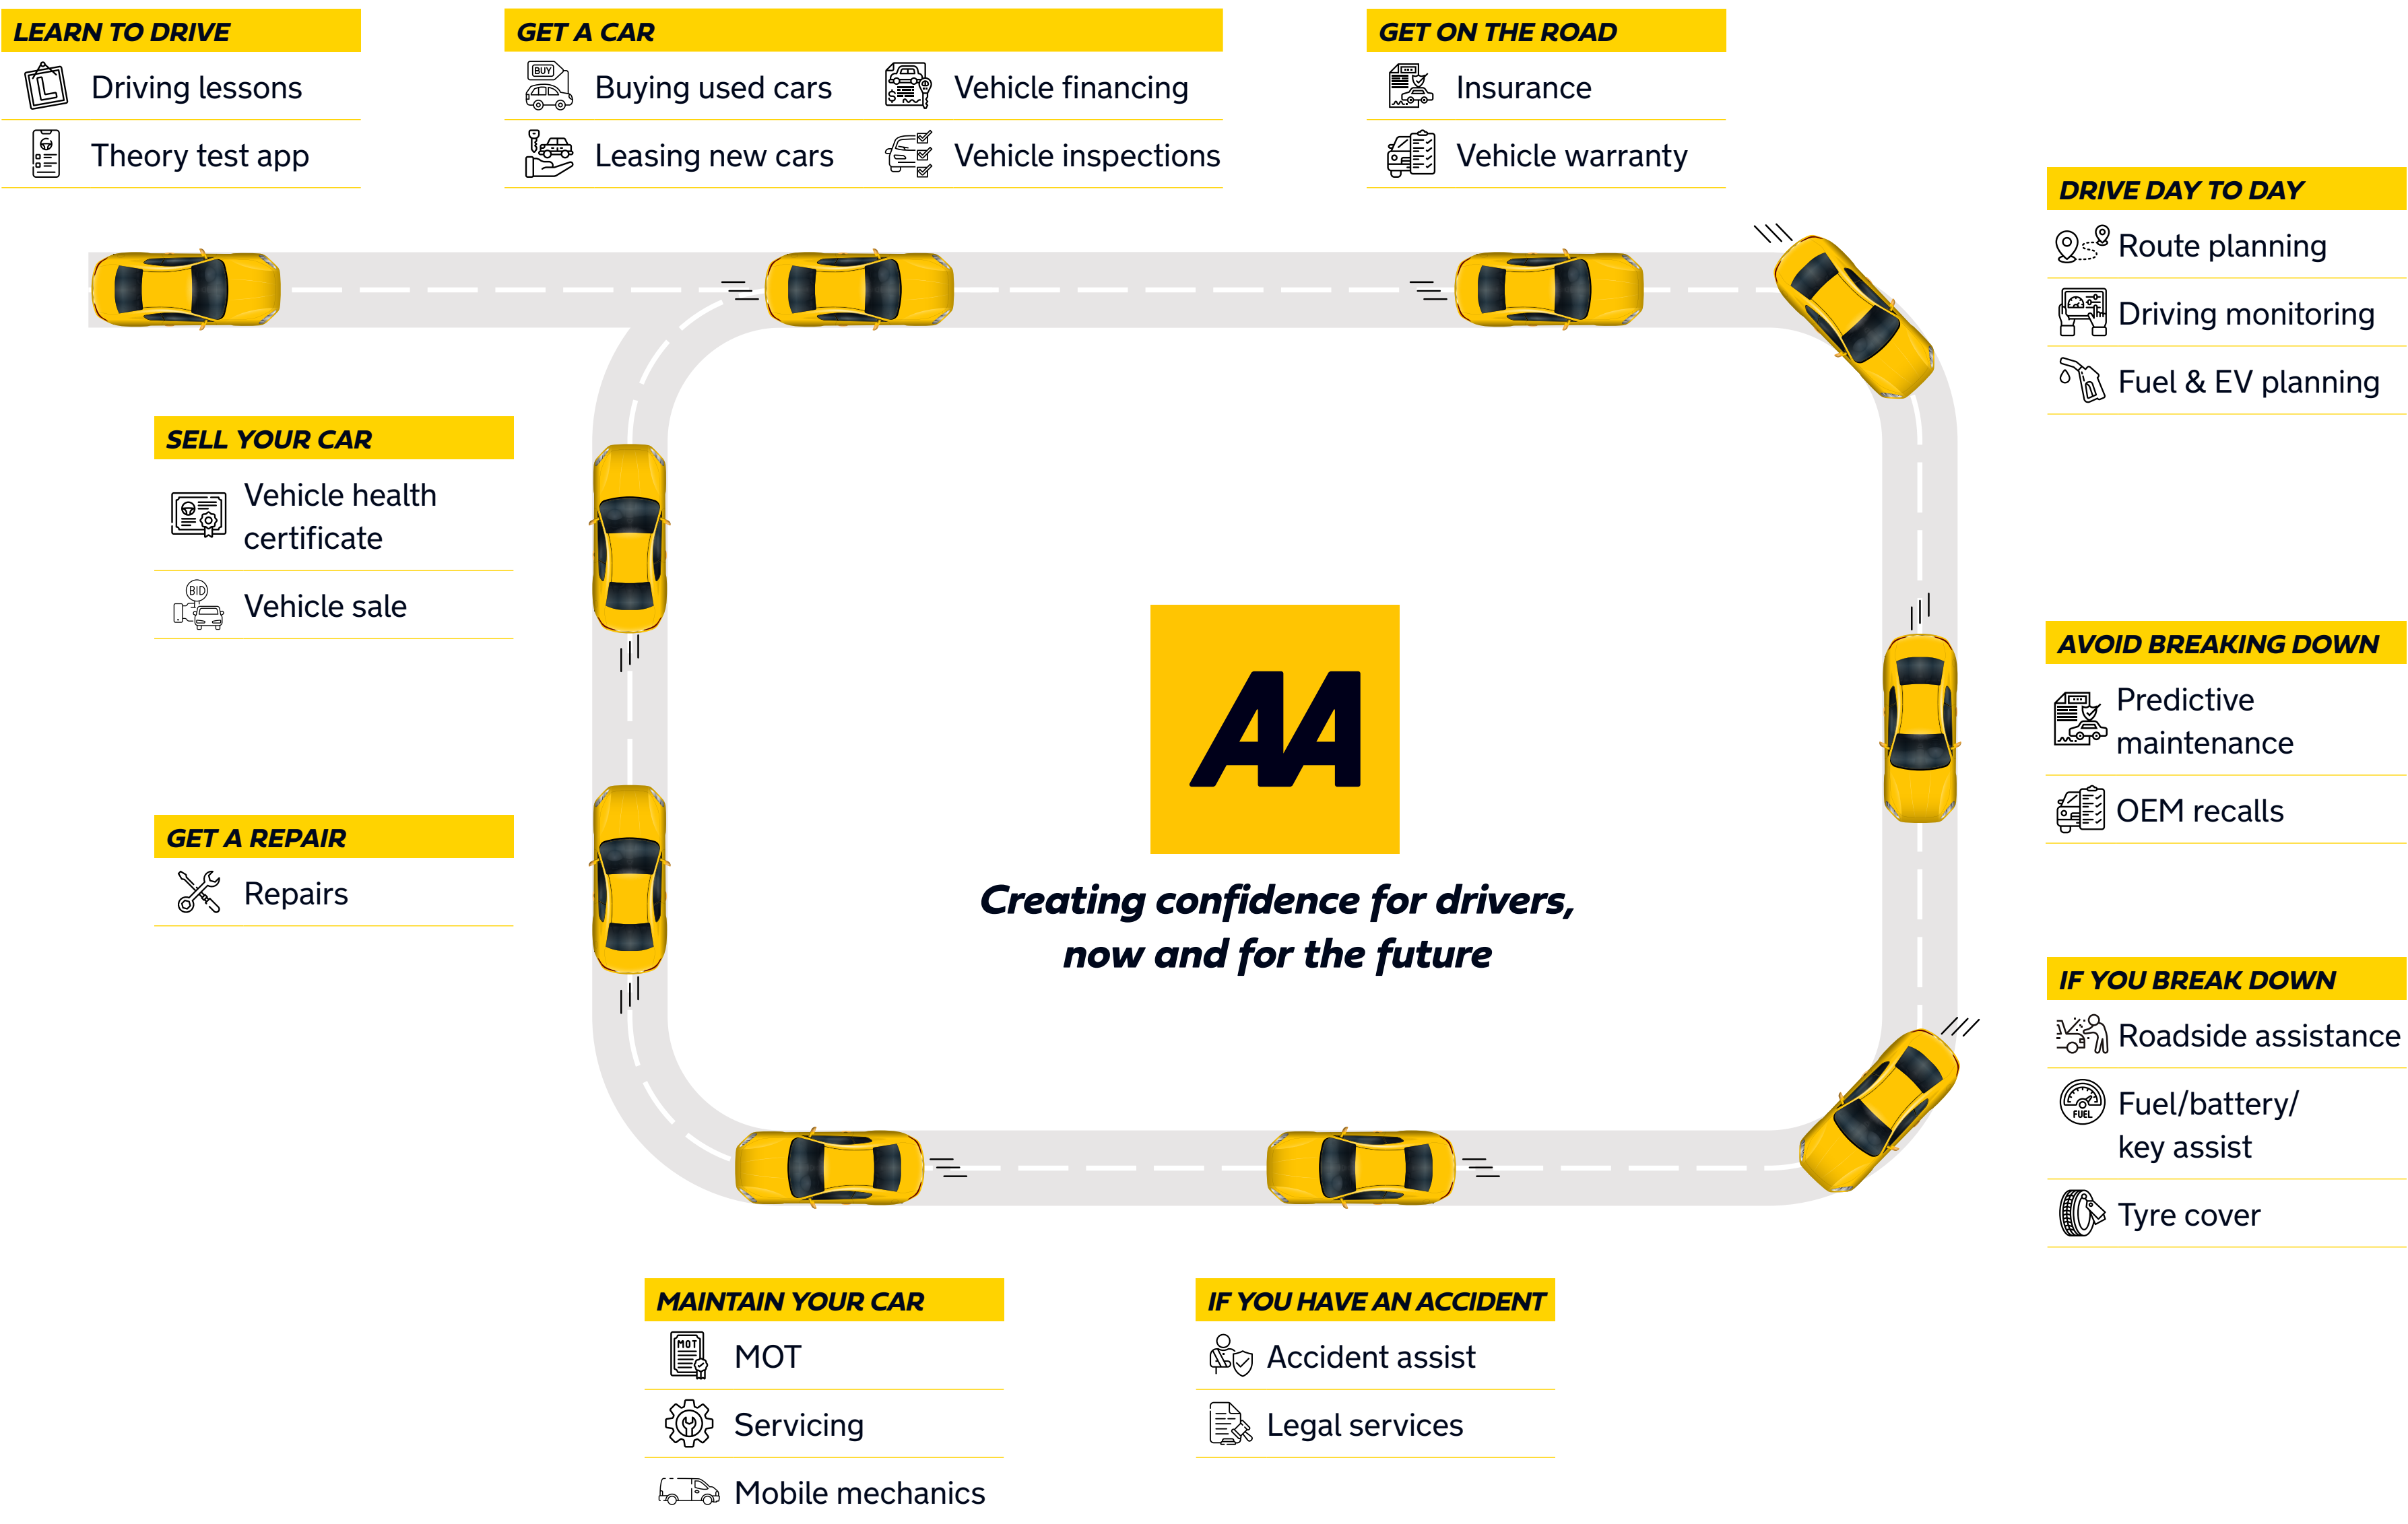 LEARN TO DRIVE
Driving lessons
Theory test app
GET A CAR
BUY
Buying used cars
Leasing new cars
Vehicle financing
Vehicle inspections
GET ON THE ROAD
Insurance
Vehicle warranty
DRIVE DAY TO DAY
Route planning
Driving monitoring
Fuel & EV planning
AVOID BREAKING DOWN
Predictive
maintenance
OEM recalls
IF YOU BREAK DOWN
Roadside assistance
FUEL
Fuel/battery/
key assist
Tyre cover
IF YOU HAVE AN ACCIDENT
Accident assist
Legal services
MAINTAIN YOUR CAR
MOT
MOT
Servicing
Mobile mechanics
GET A REPAIR
Repairs
SELL YOUR CAR
Vehicle health
certificate
BID
Vehicle sale
AA
Creating confidence for drivers,
now and for the future